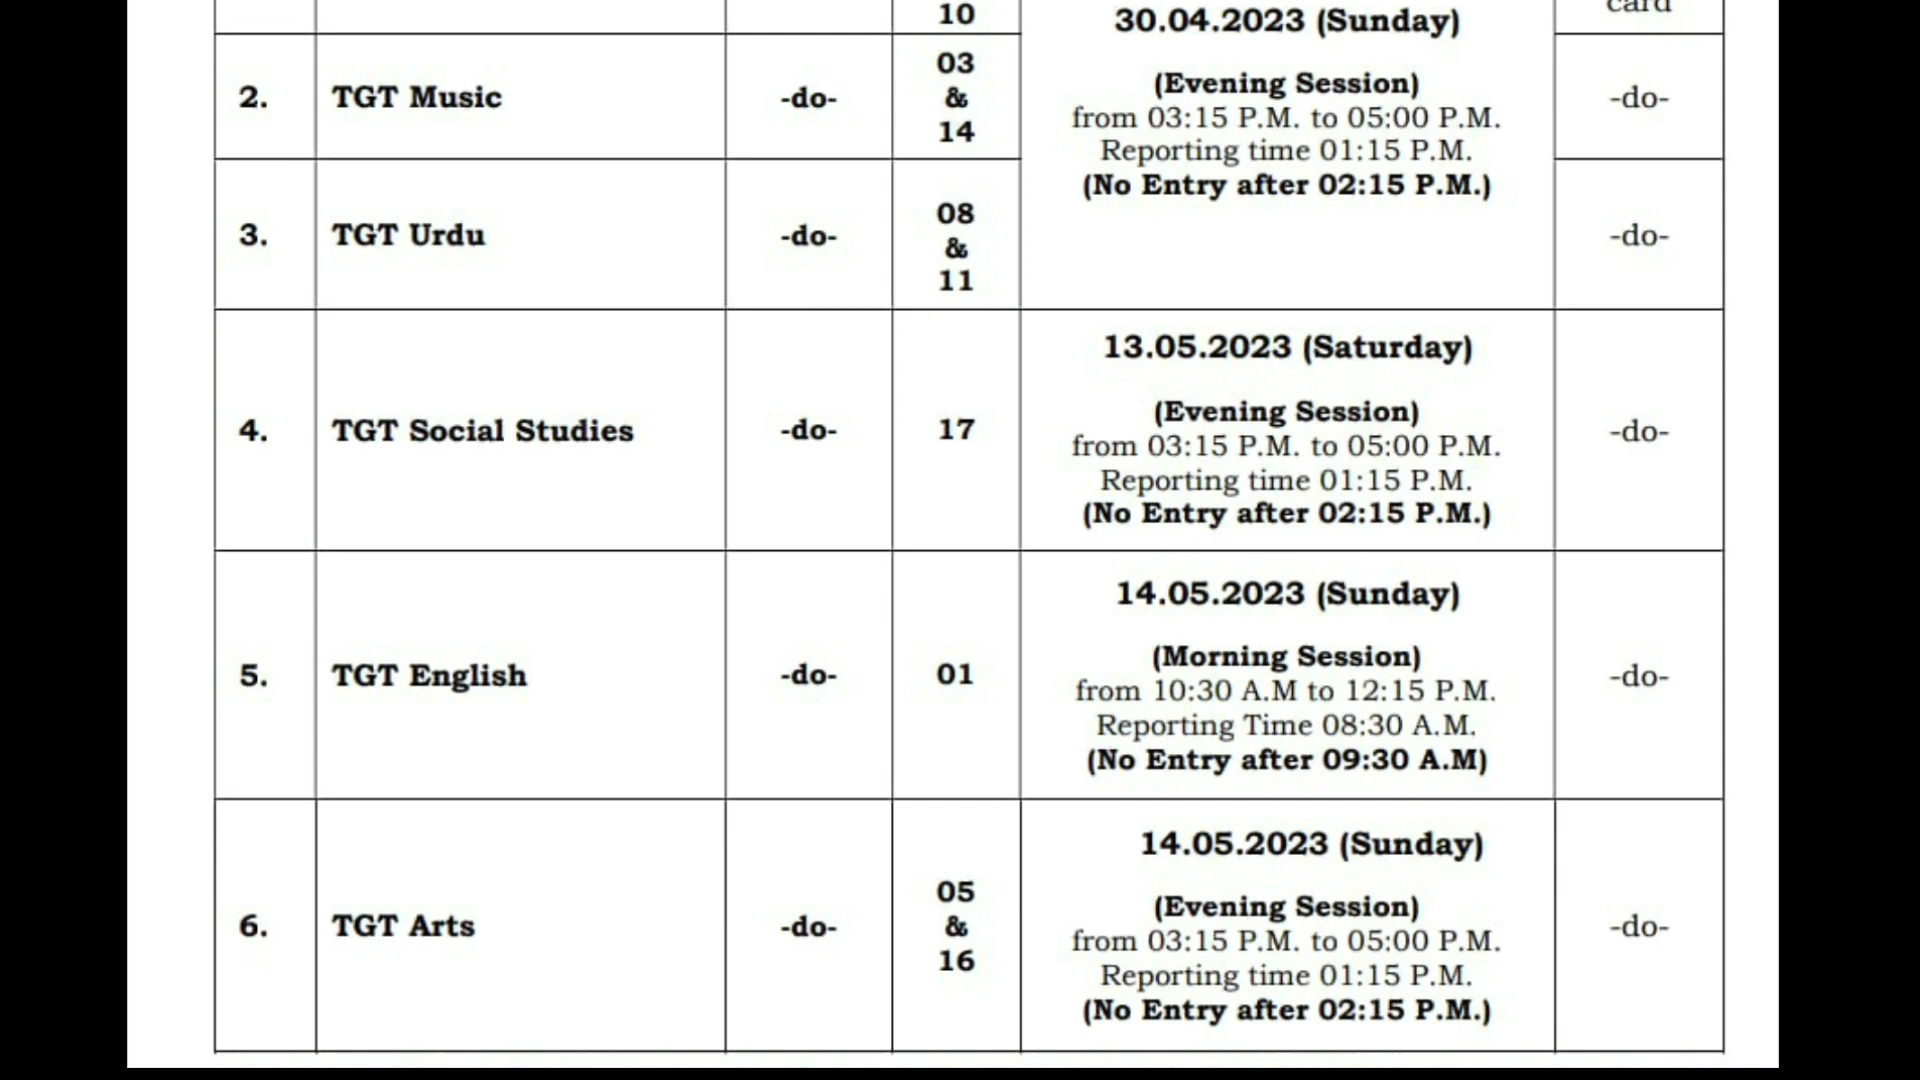 10
30.04.2023 (Sunday)
card
2.
TGT Music
-do-
03
&
14
(Evening Session)
from 03:15 P.M. to 05:00 P.M.
Reporting time 01:15 P.M.
(No Entry after 02:15 P.M.)
-do-
3.
TGT Urdu
-do-
08
&
11
-do-
4.
TGT Social Studies
-do-
17
13.05.2023 (Saturday)
(Evening Session)
from 03:15 P.M. to 05:00 P.M.
Reporting time 01:15 P.M.
(No Entry after 02:15 P.M.)
-do-
5.
TGT English
-do-
01
14.05.2023 (Sunday)
(Morning Session)
from 10:30 A.M to 12:15 P.M.
Reporting Time 08:30 A.M.
(No Entry after 09:30 A.M)
-do-
6.
TGT Arts
-do-
05
&
16
14.05.2023 (Sunday)
(Evening Session)
from 03:15 P.M. to 05:00 P.M.
Reporting time 01:15 P.M.
(No Entry after 02:15 P.M.)
-do-